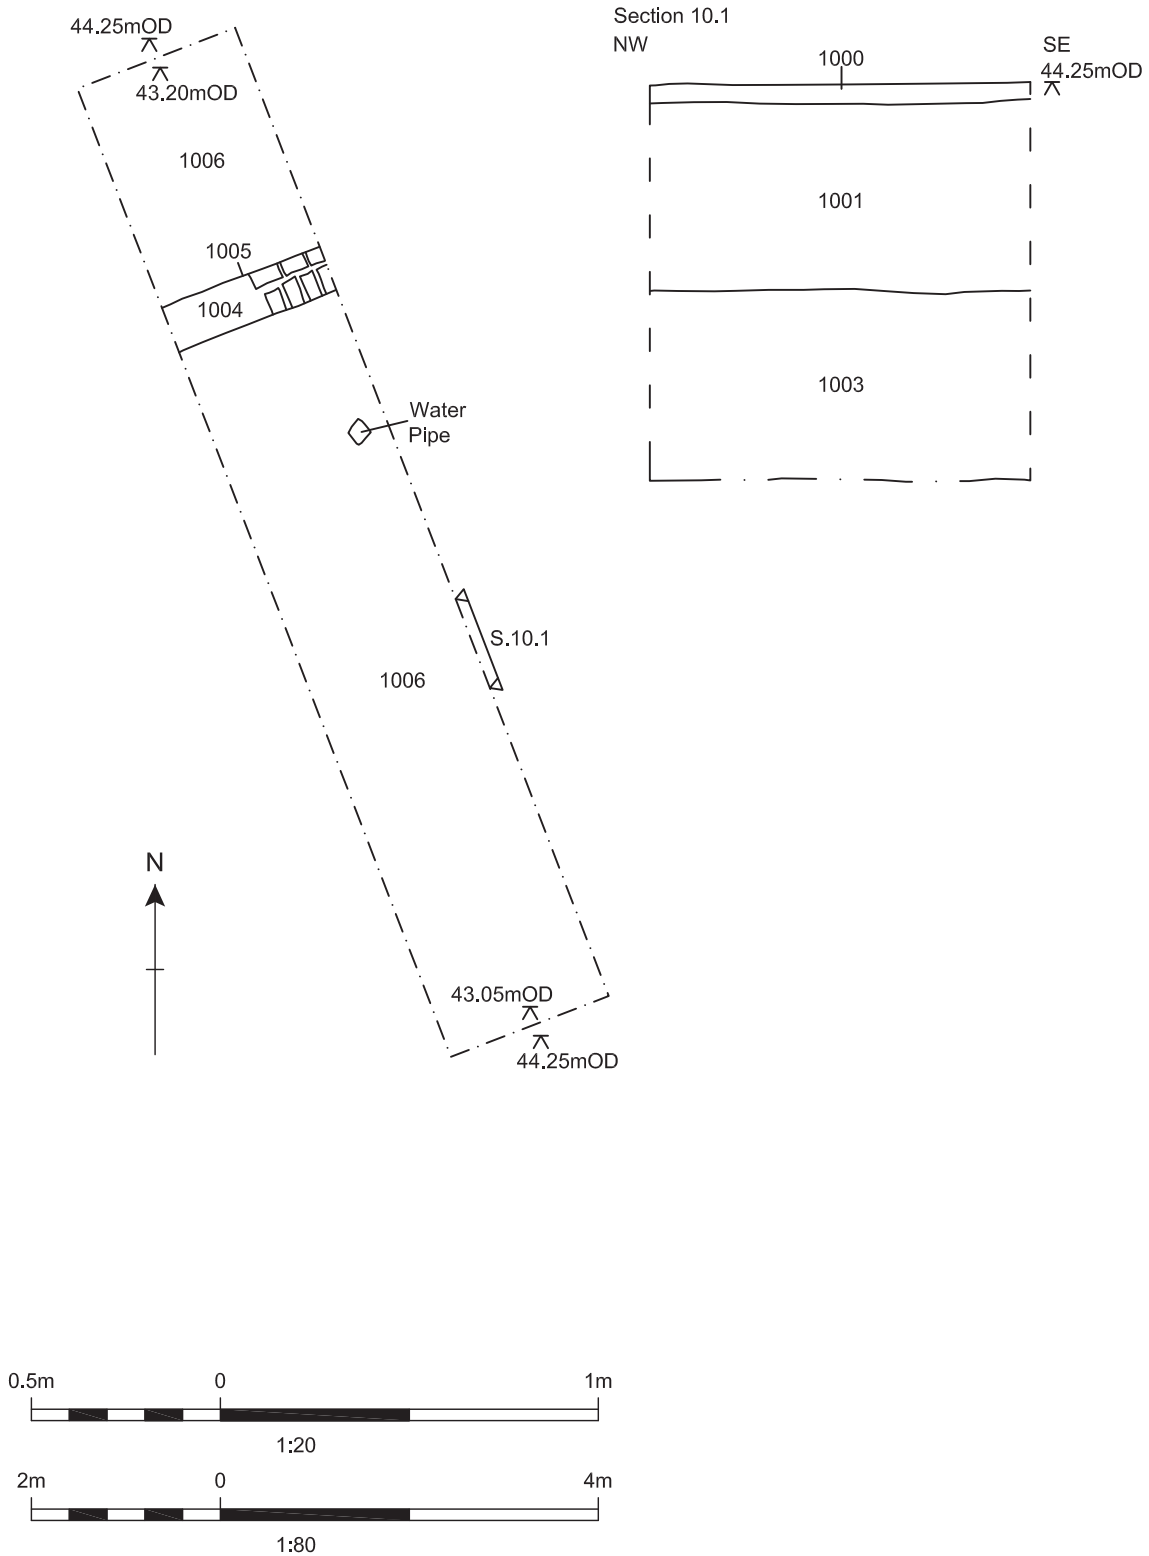 44.25mOD
43.20mOD
1006
1005
1004
Water
Pipe
S.10.1
1006
N
43.05mOD
44.25mOD
Section 10.1
NW
SE
1000
44.25mOD
1001
1003
0.5m 0 1m
1:20
2m 0 4m
1:80